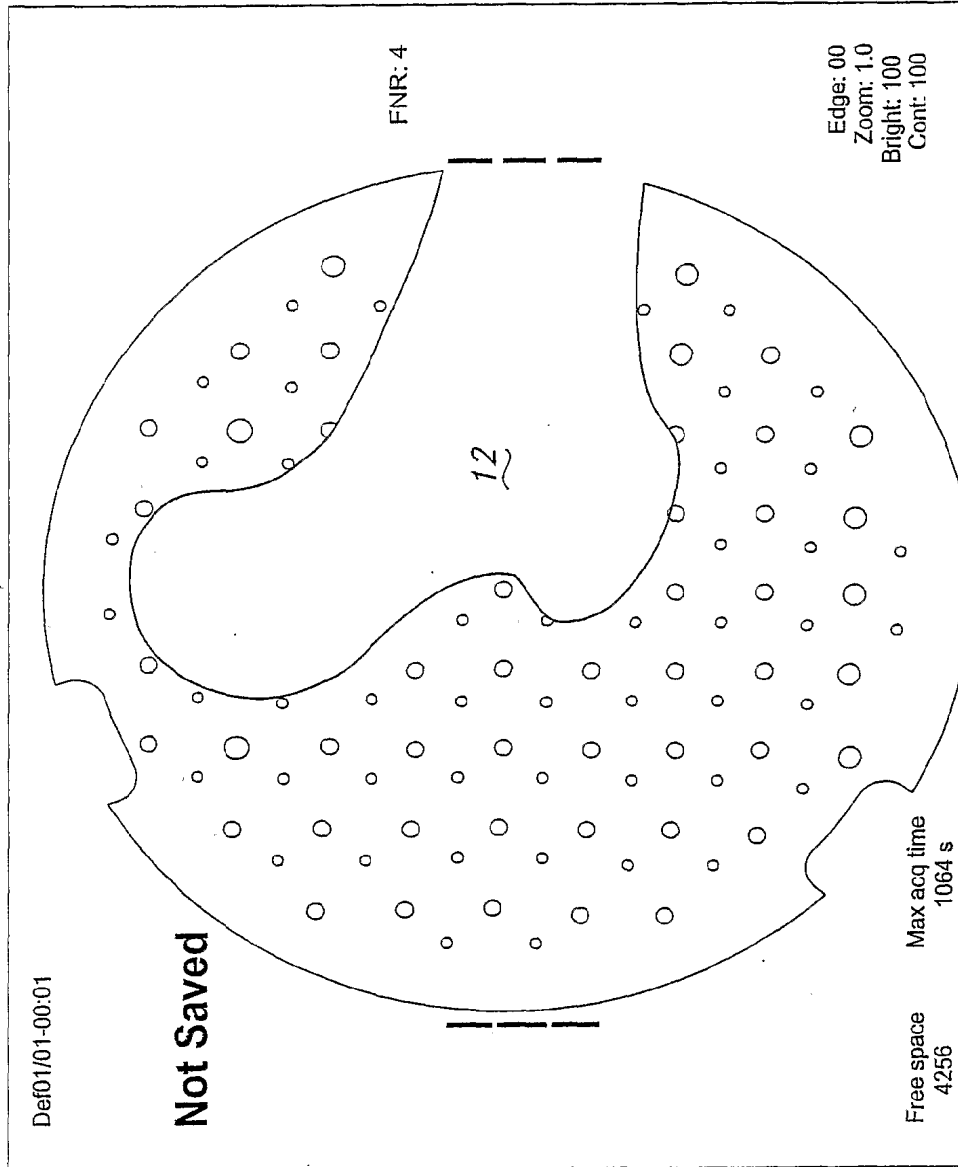 Def01/01-00:01
Not Saved
FNR: 4
12
Free space
4256
Max acq time
1064 s
Edge: 00
Zoom: 1.0
Bright: 100
Cont: 100